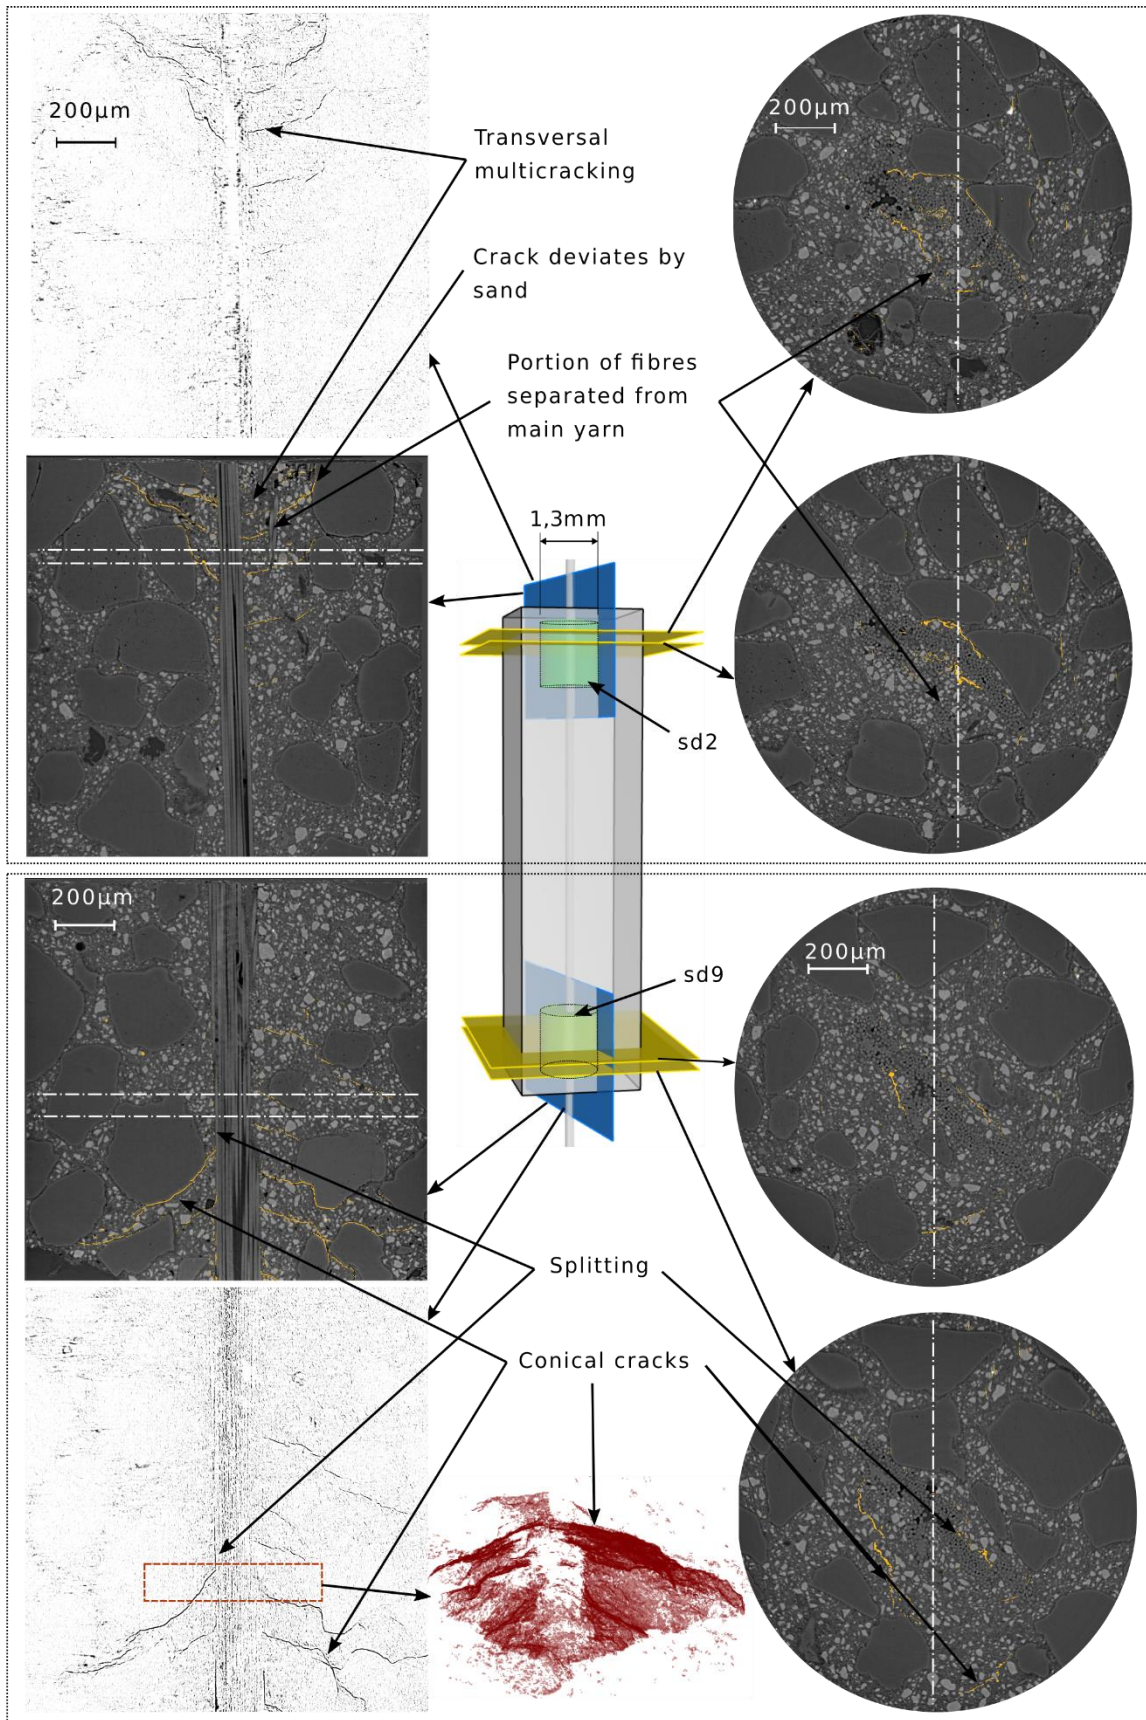 200µm
Transversal
multicracking
200µm
Crack deviates by
sand
Portion of fibres
separated from
main yarn
1,3mm
sd2
200µm
sd9
200µm
Splitting
Conical cracks